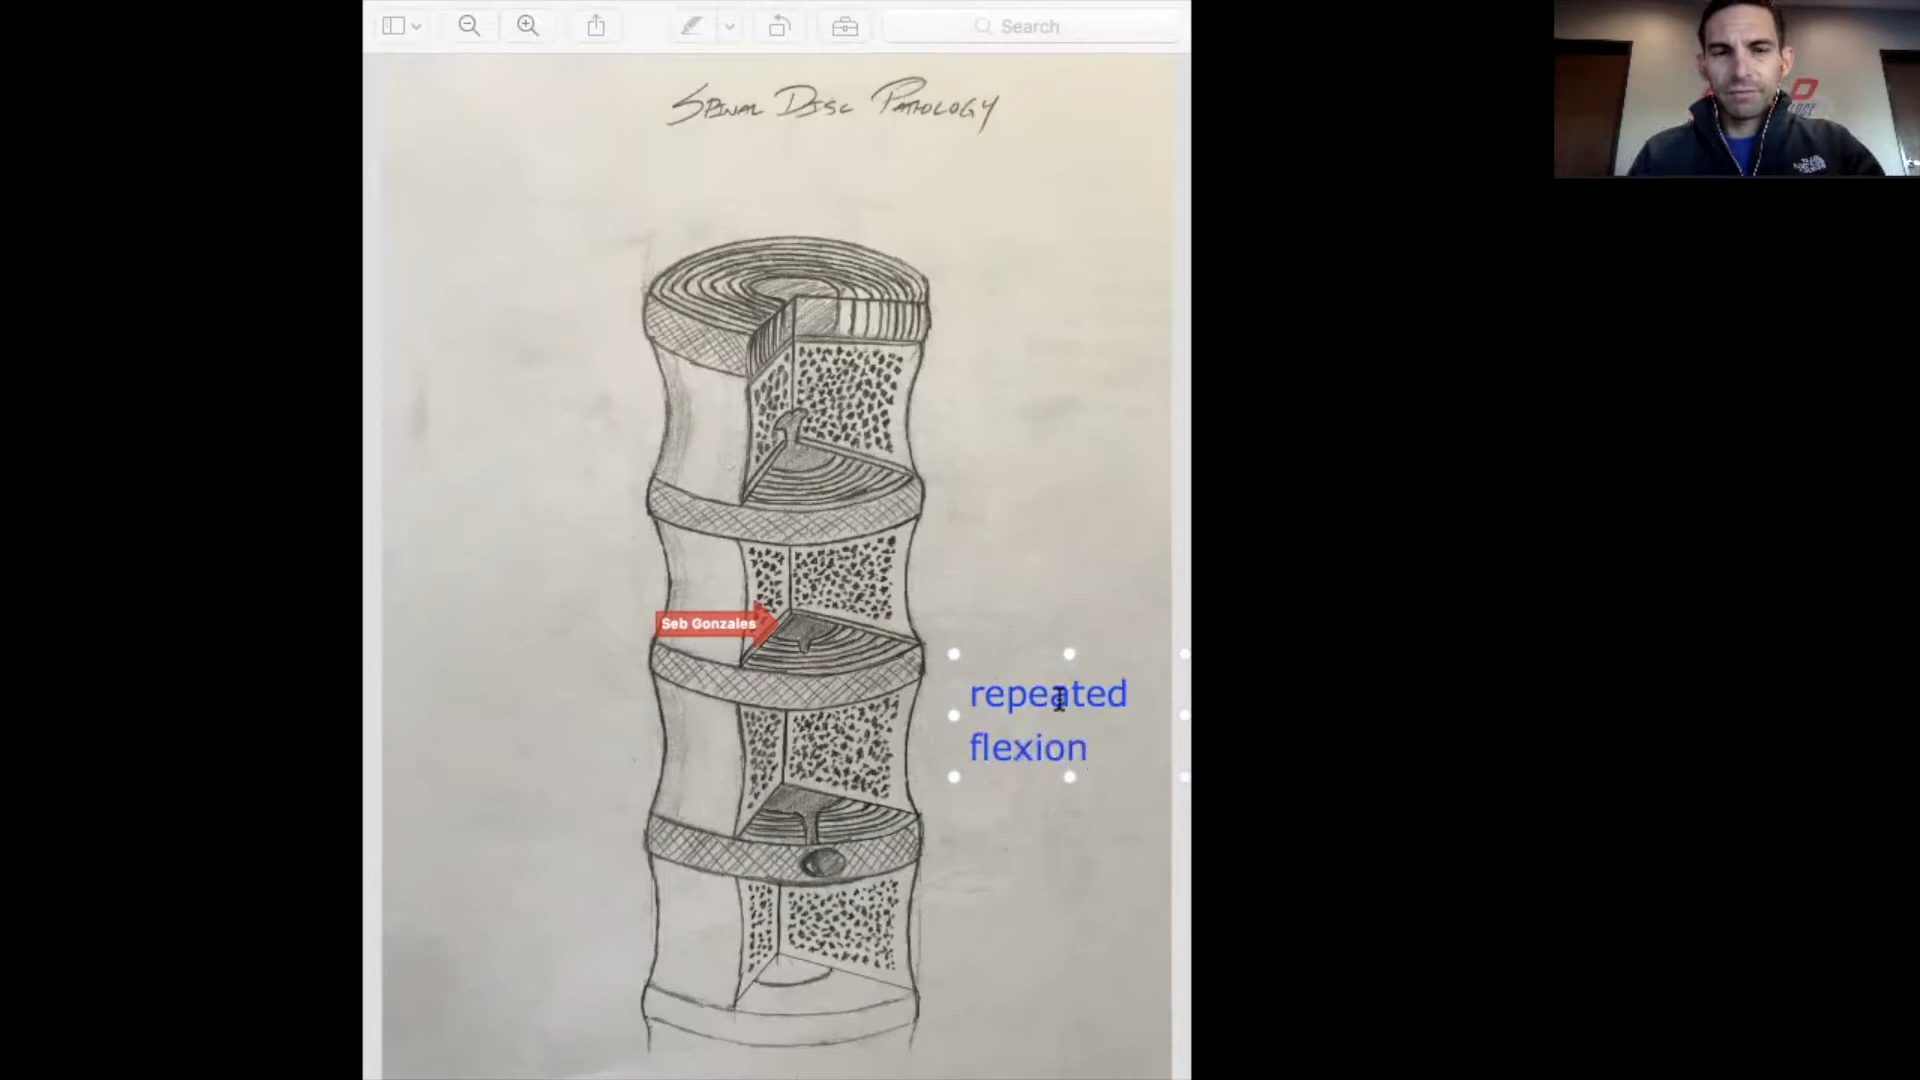 Search
SPINAL DISC PATHOLOGY
Seb Gonzales
repeated
flexion